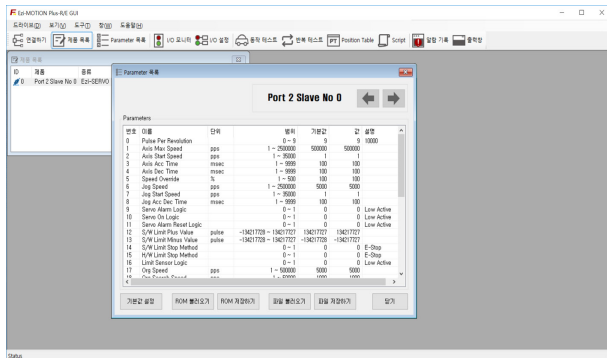 Ezi-MOTION Plus-R/E GUI
드라이브(D) 보기(V) 도구(T) 창(W) 도움말(H)
연결하기 제품 목록 Parameter 목록 I/O 모니터 I/O 설정 동작 테스트 반복 테스트 PT Position Table Script 알람 기록 출력창
제품 목록
ID 제품 종류
0 Port 2 Slave No 0 Ezi-SERVO
Parameter 목록
Port 2 Slave No 0
Parameters
번호 이름 단위 범위 기본값 값 설명
0 Pulse Per Revolution 0 ~ 9 9 9 10000
1 Axis Max Speed pps 1 ~ 2500000 500000 500000
2 Axis Start Speed pps 1 ~ 35000 1 1
3 Axis Acc Time msec 1 ~ 9999 100 100
4 Axis Dec Time msec 1 ~ 9999 100 100
5 Speed Override % 1 ~ 500 100 100
6 Jog Speed pps 1 ~ 2500000 5000 5000
7 Jog Start Speed pps 1 ~ 35000 1 1
8 Jog Acc Dec Time msec 1 ~ 9999 100 100
9 Servo Alarm Logic 0 ~ 1 0 0 Low Active
10 Servo On Logic 0 ~ 1 0 0 Low Active
11 Servo Alarm Reset Logic 0 ~ 1 0 0 Low Active
12 S/W Limit Plus Value pulse -134217728 ~ 134217727 134217727 134217727
13 S/W Limit Minus Value pulse -134217728 ~ 134217727 -134217728 -134217727
14 S/W Limit Stop Method 0 ~ 1 0 0 E-Stop
15 H/W Limit Stop Method 0 ~ 1 0 0 E-Stop
16 Limit Sensor Logic 0 ~ 1 0 0 Low Active
17 Org Speed pps 1 ~ 500000 5000 5000
18 Org Search Speed
기본값 설정 ROM 불러오기 ROM 저장하기 파일 불러오기 파일 저장하기 닫기
Status